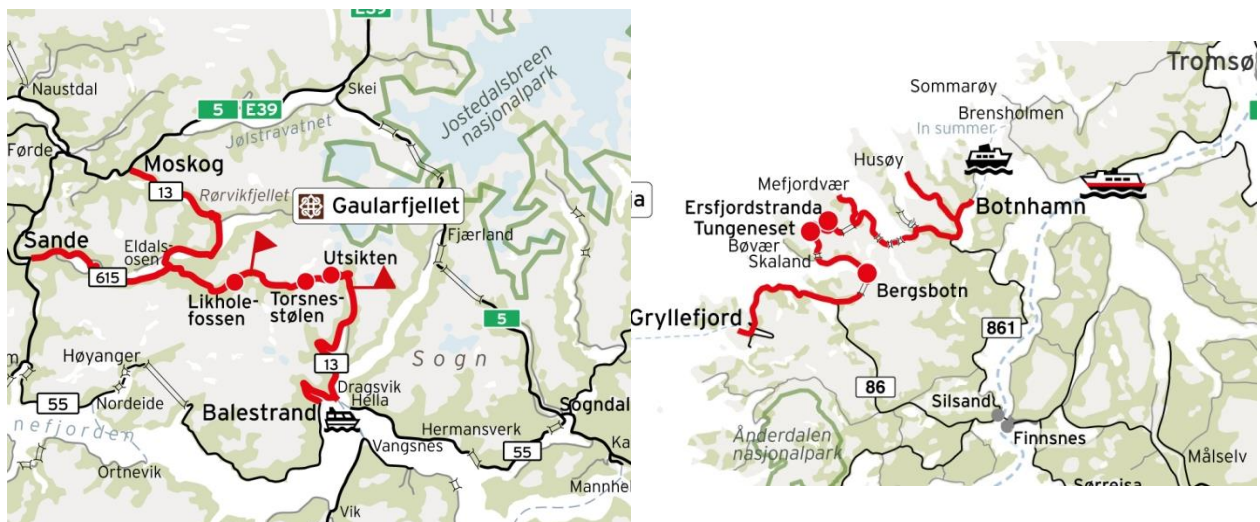 E39
Naustdal
Skei
5 E39
Jølstravatnet
Jostedalsbreen
nasjonalpark
Førde
Moskog
13
Rørvikfjellet
Gaularfjellet
Sande
Eldals-
osen
615
Utsikten
Fjærland
Likhole-
fossen
Torsnes-
stølen
5
Høyanger
13
Sogn
Dragsvik
Hella
55
Nordeide
Balestrand
Sogndal
nefjorden
Hermansverk
55
Ortnevik
Vangsnes
Vik
Tromsø
Sommarøy
Brensholmen
In summer
Husøy
Mefjordvær
Botnhamn
Ersfjordstranda
Tungeneset
Bøvær
Skaland
Bergsbotn
Gryllefjord
861
86
Silsand
Finnsnes
Ånderdalen
nasjonalpark
Målselv
Sørreisa